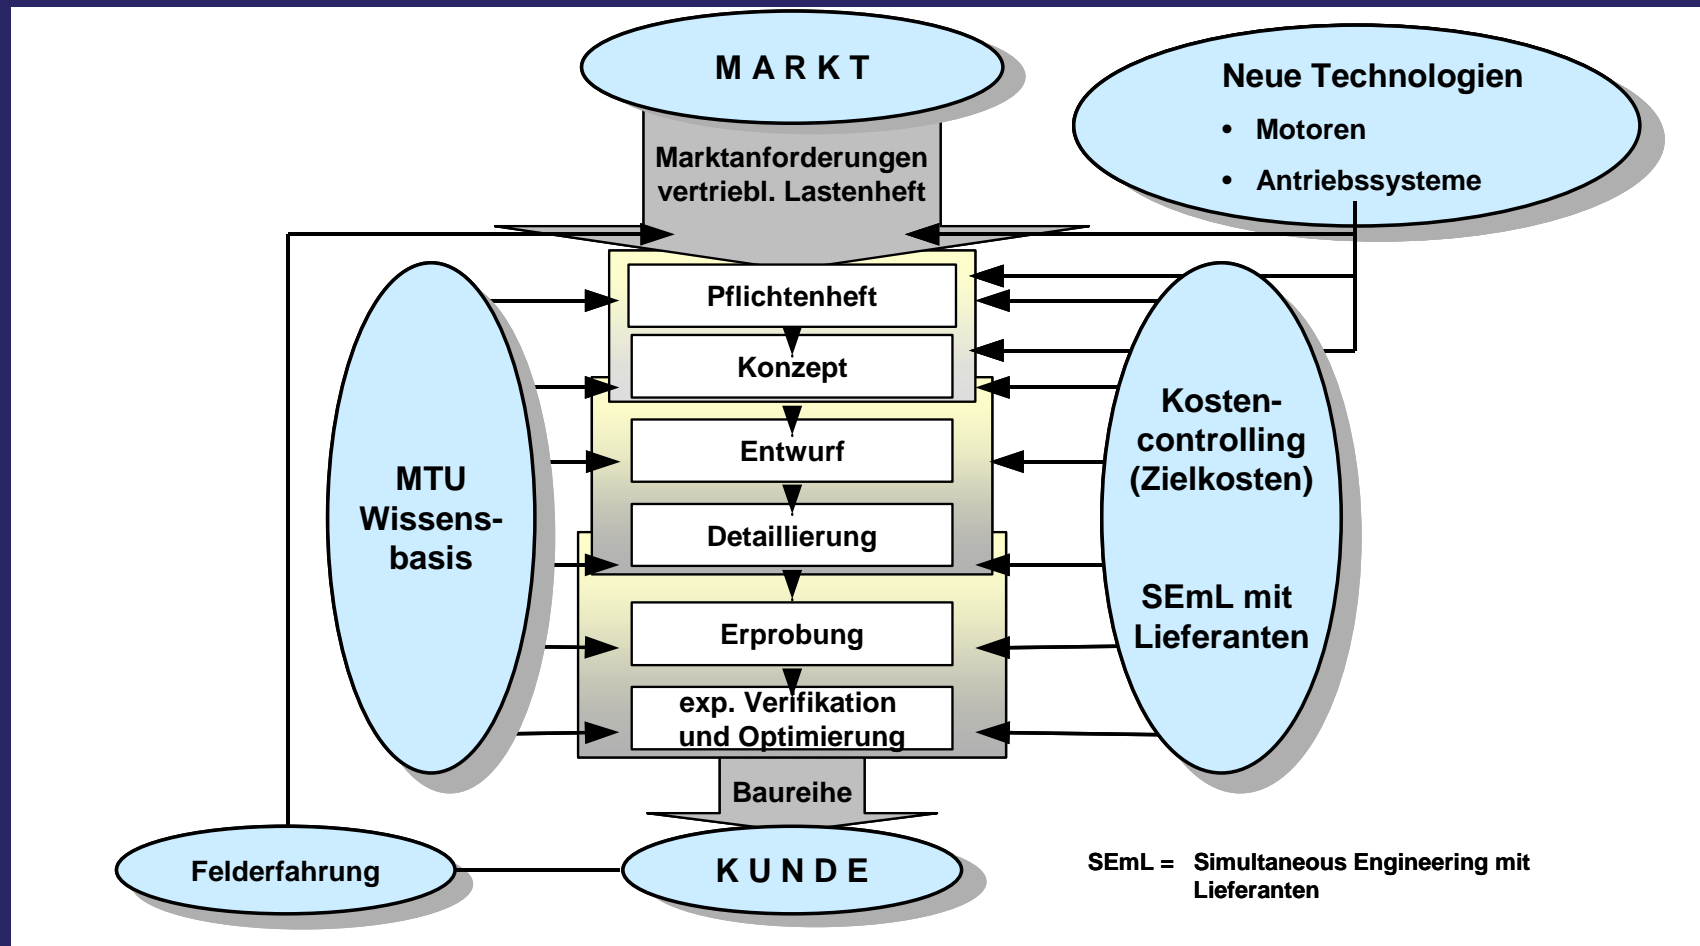 M A R K T
Neue Technologien
• Motoren
• Antriebssysteme
Marktanforderungen
vertriebl. Lastenheft
Pflichtenheft
Konzept
Entwurf
Detaillierung
Erprobung
exp. Verifikation
und Optimierung
MTU
Wissens-
basis
Kosten-
controlling
(Zielkosten)
SEmL mit
Lieferanten
Baureihe
Felderfahrung
K U N D E
SEmL = Simultaneous Engineering mit
Lieferanten